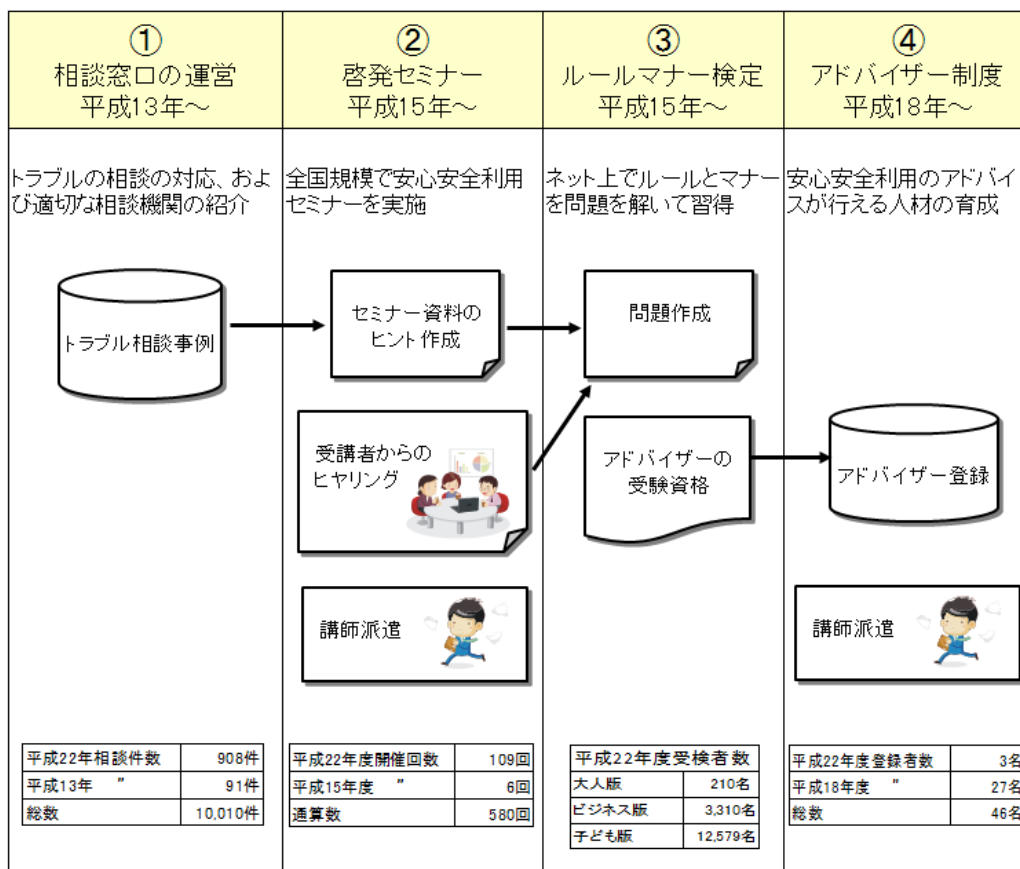 ①
相談窓口の運営
平成13年～
②
啓発セミナー
平成15年～
③
ルールマナー検定
平成15年～
④
アドバイザー制度
平成18年～
トラブルの相談の対応、およ
び適切な相談機関の紹介
全国規模で安心安全利用
セミナーを実施
ネット上でルールとマナー
を問題を解いて習得
安心安全利用のアドバイ
スが行える人材の育成
トラブル相談事例
セミナー資料の
ヒント作成
問題作成
受講者からの
ヒヤリング
アドバイザーの
受験資格
アドバイザー登録
講師派遣
講師派遣
平成22年相談件数 908件
平成13年 〃 91件
総数 10,010件
平成22年度開催回数 109回
平成15年度 〃 6回
通算数 580回
平成22年度受検者数
大人版 210名
ビジネス版 3,310名
子ども版 12,579名
平成22年度登録者数 3名
平成18年度 〃 27名
総数 46名